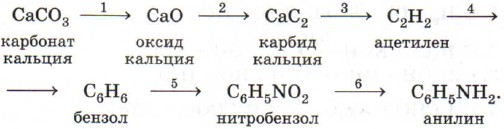 CaCO₃ —1→ CaO —2→ CaC₂ —3→ C₂H₂ —4→
карбонат оксид карбид ацетилен
кальция кальция кальция
→ C₆H₆ —5→ C₆H₅NO₂ —6→ C₆H₅NH₂.
бензол нитробензол анилин